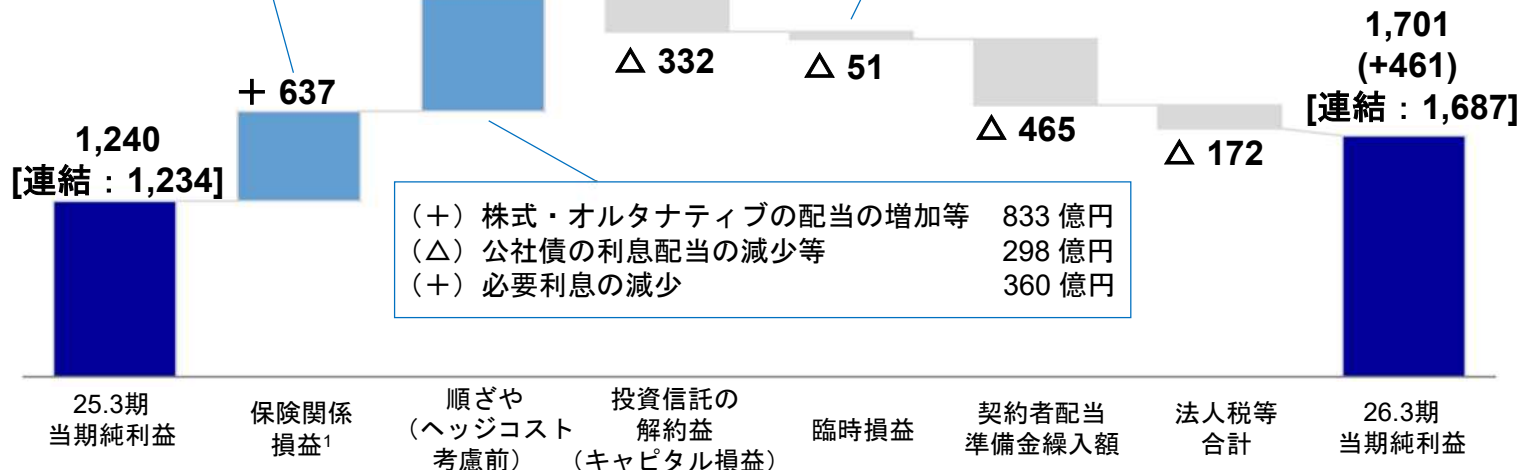 ＋ 637
△ 332
△ 51
△ 465
△ 172
1,240
[連結：1,234]
1,701
(+461)
[連結：1,687]
（＋）株式・オルタナティブの配当の増加等 833 億円
（△）公社債の利息配当の減少等 298 億円
（＋）必要利息の減少 360 億円
25.3期
当期純利益
保険関係
損益1
順ざや
（ヘッジコスト
考慮前）
投資信託の
解約益
（キャピタル損益）
臨時損益
契約者配当
準備金繰入額
法人税等
合計
26.3期
当期純利益